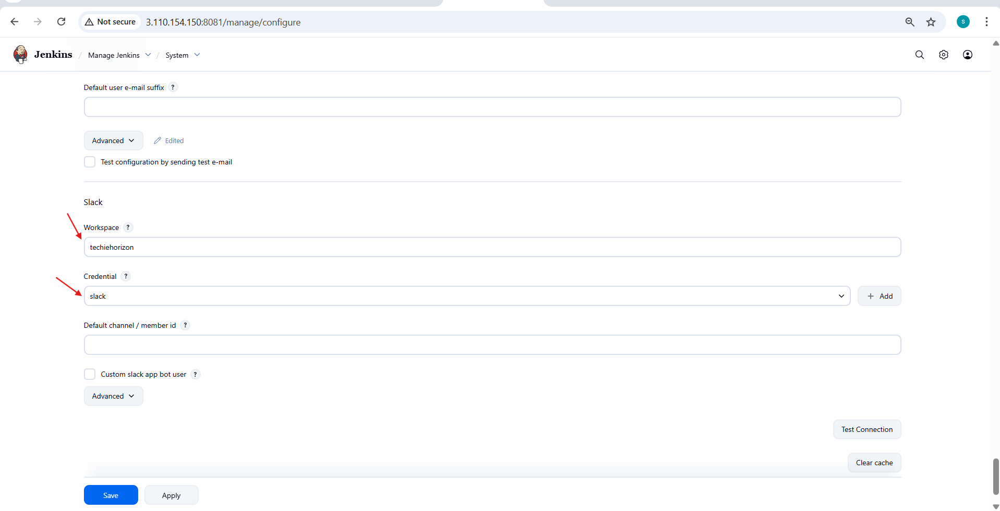 Not secure 3.110.154.150:8081/manage/configure S
Jenkins / Manage Jenkins / System
Default user e-mail suffix ?
Advanced Edited
Test configuration by sending test e-mail
Slack
Workspace ?
techiehorizon
Credential ?
slack + Add
Default channel / member id ?
Custom slack app bot user ?
Advanced
Test Connection
Clear cache
Save Apply